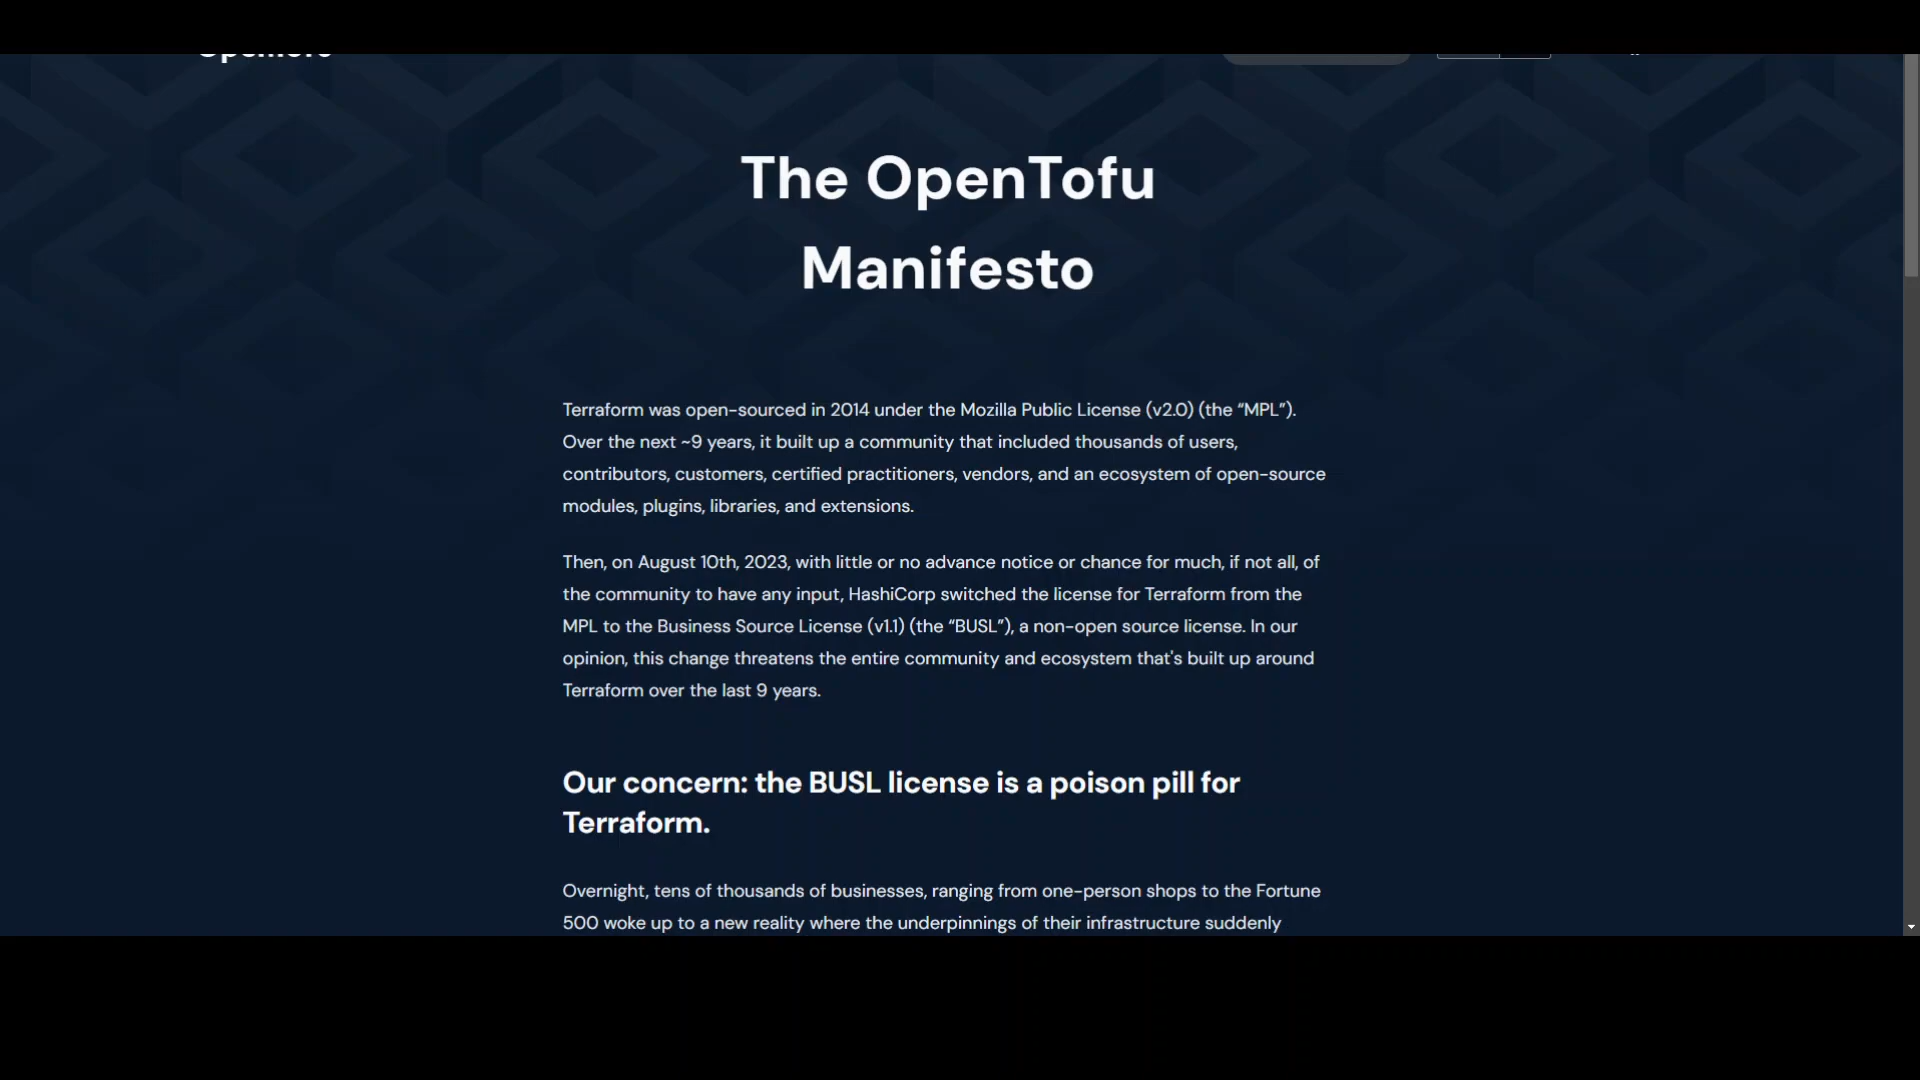 The OpenTofu
Manifesto
Terraform was open-sourced in 2014 under the Mozilla Public License (v2.0) (the “MPL”).
Over the next ~9 years, it built up a community that included thousands of users,
contributors, customers, certified practitioners, vendors, and an ecosystem of open-source
modules, plugins, libraries, and extensions.
Then, on August 10th, 2023, with little or no advance notice or chance for much, if not all, of
the community to have any input, HashiCorp switched the license for Terraform from the
MPL to the Business Source License (v1.1) (the “BUSL”), a non-open source license. In our
opinion, this change threatens the entire community and ecosystem that's built up around
Terraform over the last 9 years.
Our concern: the BUSL license is a poison pill for
Terraform.
Overnight, tens of thousands of businesses, ranging from one-person shops to the Fortune
500 woke up to a new reality where the underpinnings of their infrastructure suddenly